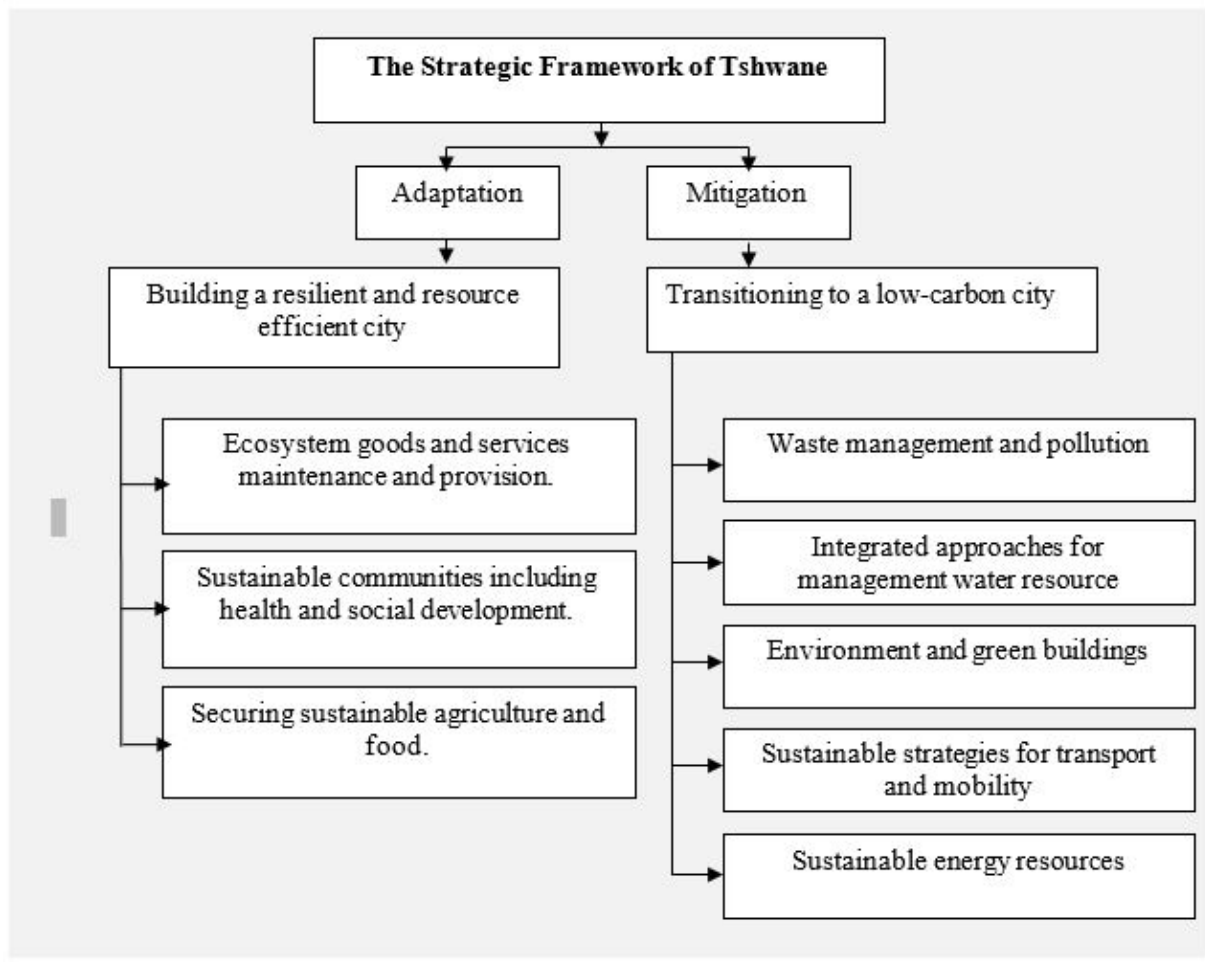 The Strategic Framework of Tshwane
Adaptation
Mitigation
Building a resilient and resource
efficient city
Transitioning to a low-carbon city
Ecosystem goods and services
maintenance and provision.
Sustainable communities including
health and social development.
Securing sustainable agriculture and
food.
Waste management and pollution
Integrated approaches for
management water resource
Environment and green buildings
Sustainable strategies for transport
and mobility
Sustainable energy resources